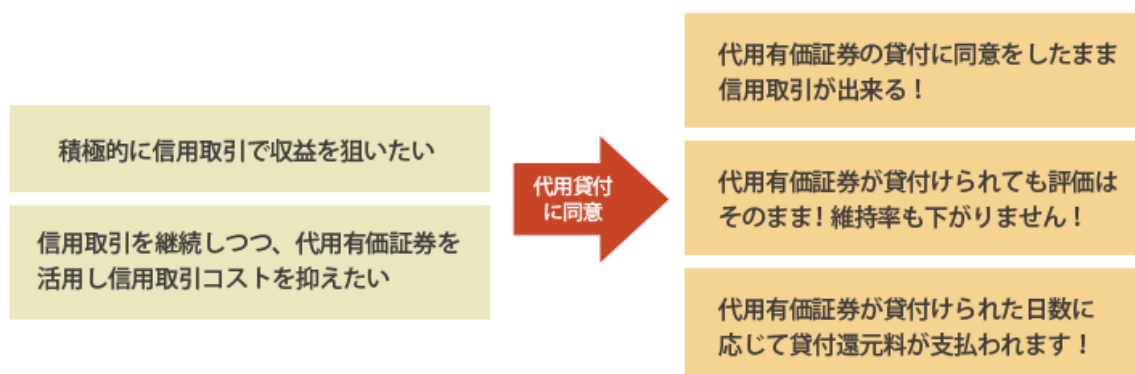 積極的に信用取引で収益を狙いたい
信用取引を継続しつつ、代用有価証券を
活用し信用取引コストを抑えたい
代用貸付
に同意
代用有価証券の貸付に同意をしたまま
信用取引が出来る！
代用有価証券が貸付けられても評価は
そのまま！維持率も下がりません！
代用有価証券が貸付けられた日数に
応じて貸付還元料が支払われます！